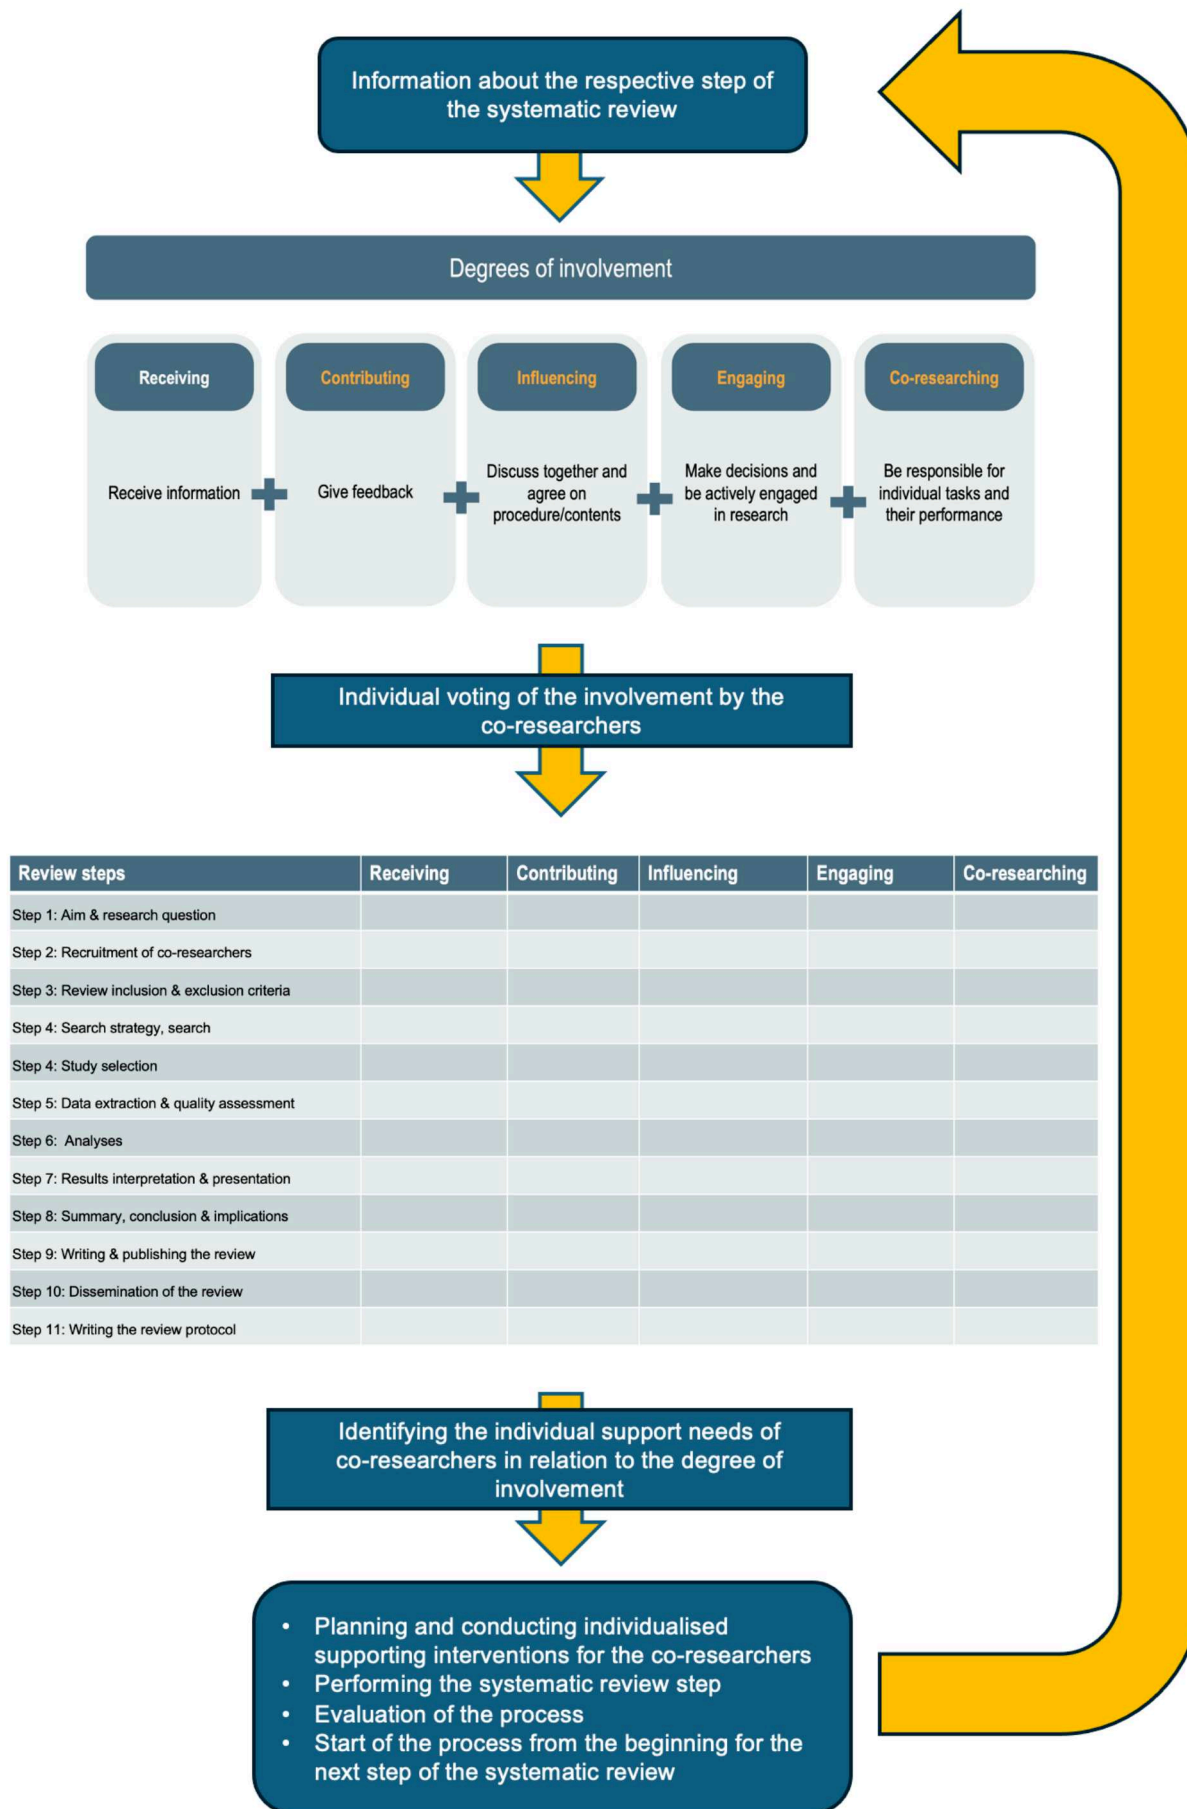 Information about the respective step of
the systematic review
Degrees of involvement
Receiving
Contributing
Influencing
Engaging
Co-researching
Receive information
Give feedback
Discuss together and
agree on
procedure/contents
Make decisions and
be actively engaged
in research
Be responsible for
individual tasks and
their performance
Individual voting of the involvement by the
co-researchers
Review steps Receiving Contributing Influencing Engaging Co-researching
Step 1: Aim & research question
Step 2: Recruitment of co-researchers
Step 3: Review inclusion & exclusion criteria
Step 4: Search strategy, search
Step 4: Study selection
Step 5: Data extraction & quality assessment
Step 6: Analyses
Step 7: Results interpretation & presentation
Step 8: Summary, conclusion & implications
Step 9: Writing & publishing the review
Step 10: Dissemination of the review
Step 11: Writing the review protocol
Identifying the individual support needs of
co-researchers in relation to the degree of
involvement
• Planning and conducting individualised
supporting interventions for the co-researchers
• Performing the systematic review step
• Evaluation of the process
• Start of the process from the beginning for the
next step of the systematic review